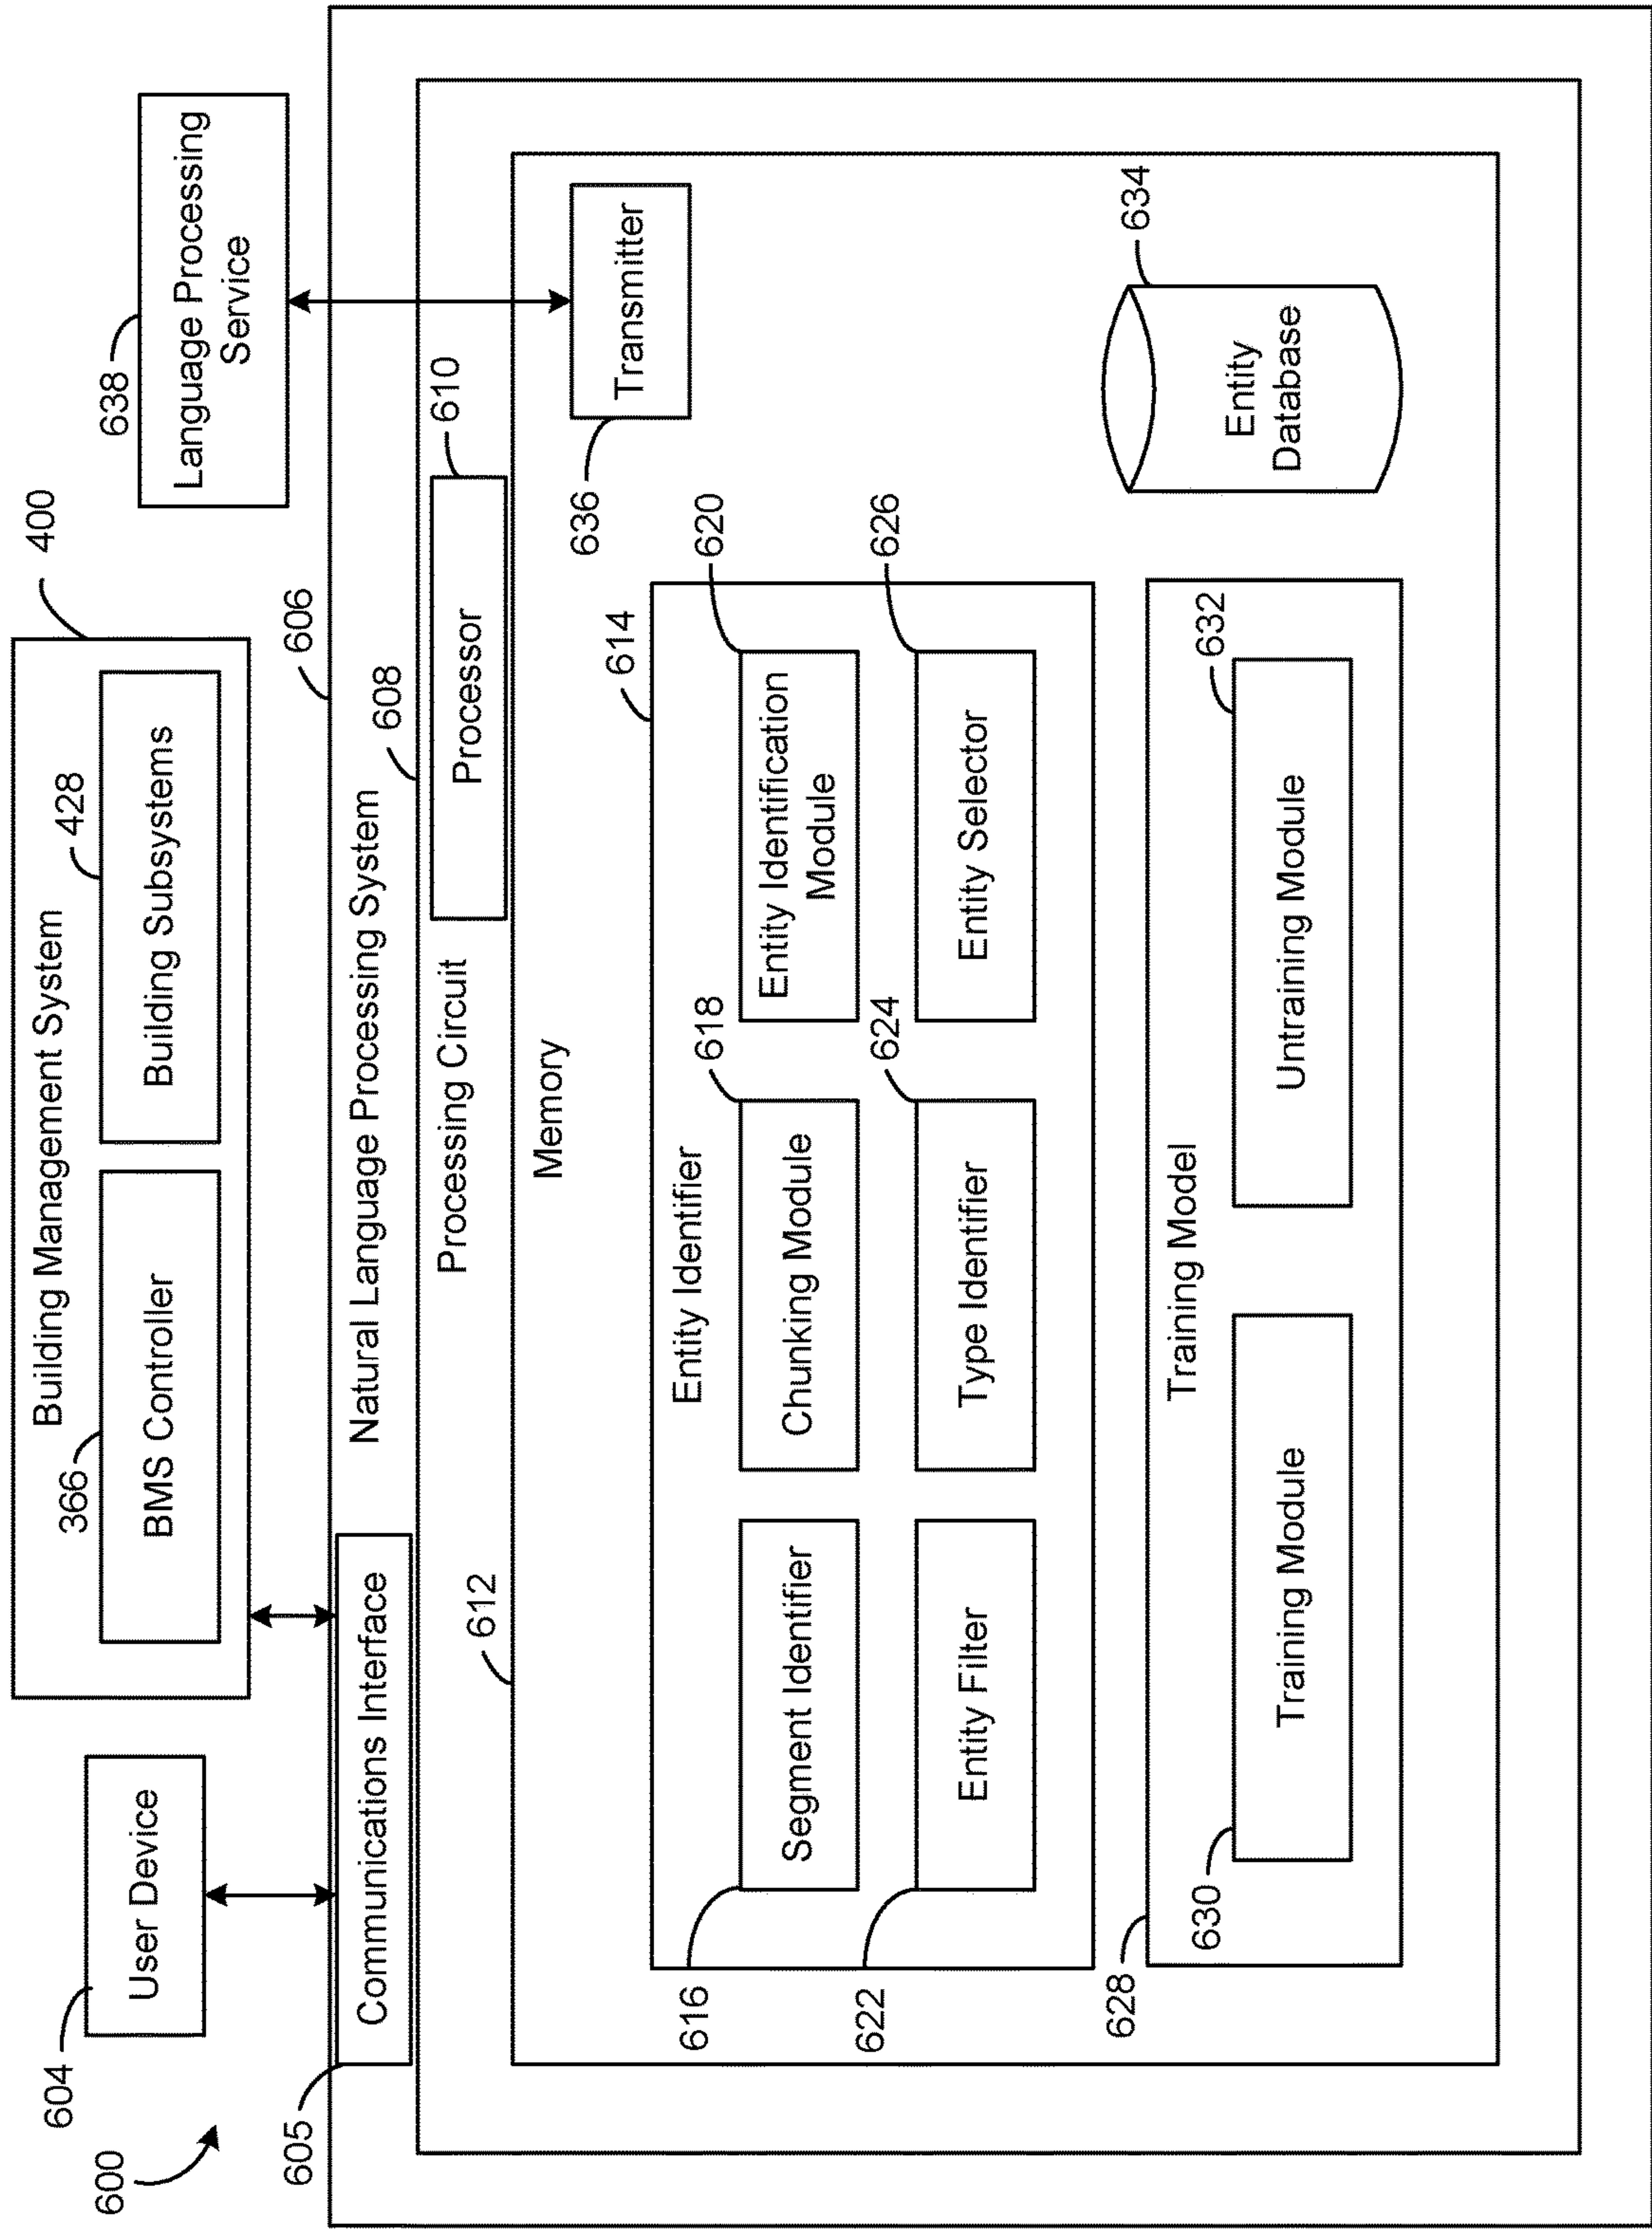 600
604
User Device
Building Management System
400
366
BMS Controller
428
Building Subsystems
638
Language Processing
Service
605
Communications Interface
Natural Language Processing System
606
Processing Circuit
608
Processor
610
612
Memory
636
Transmitter
Entity Identifier
614
616
Segment Identifier
618
Chunking Module
620
Entity Identification
Module
622
Entity Filter
624
Type Identifier
626
Entity Selector
628
Training Model
630
Training Module
632
Untraining Module
634
Entity
Database